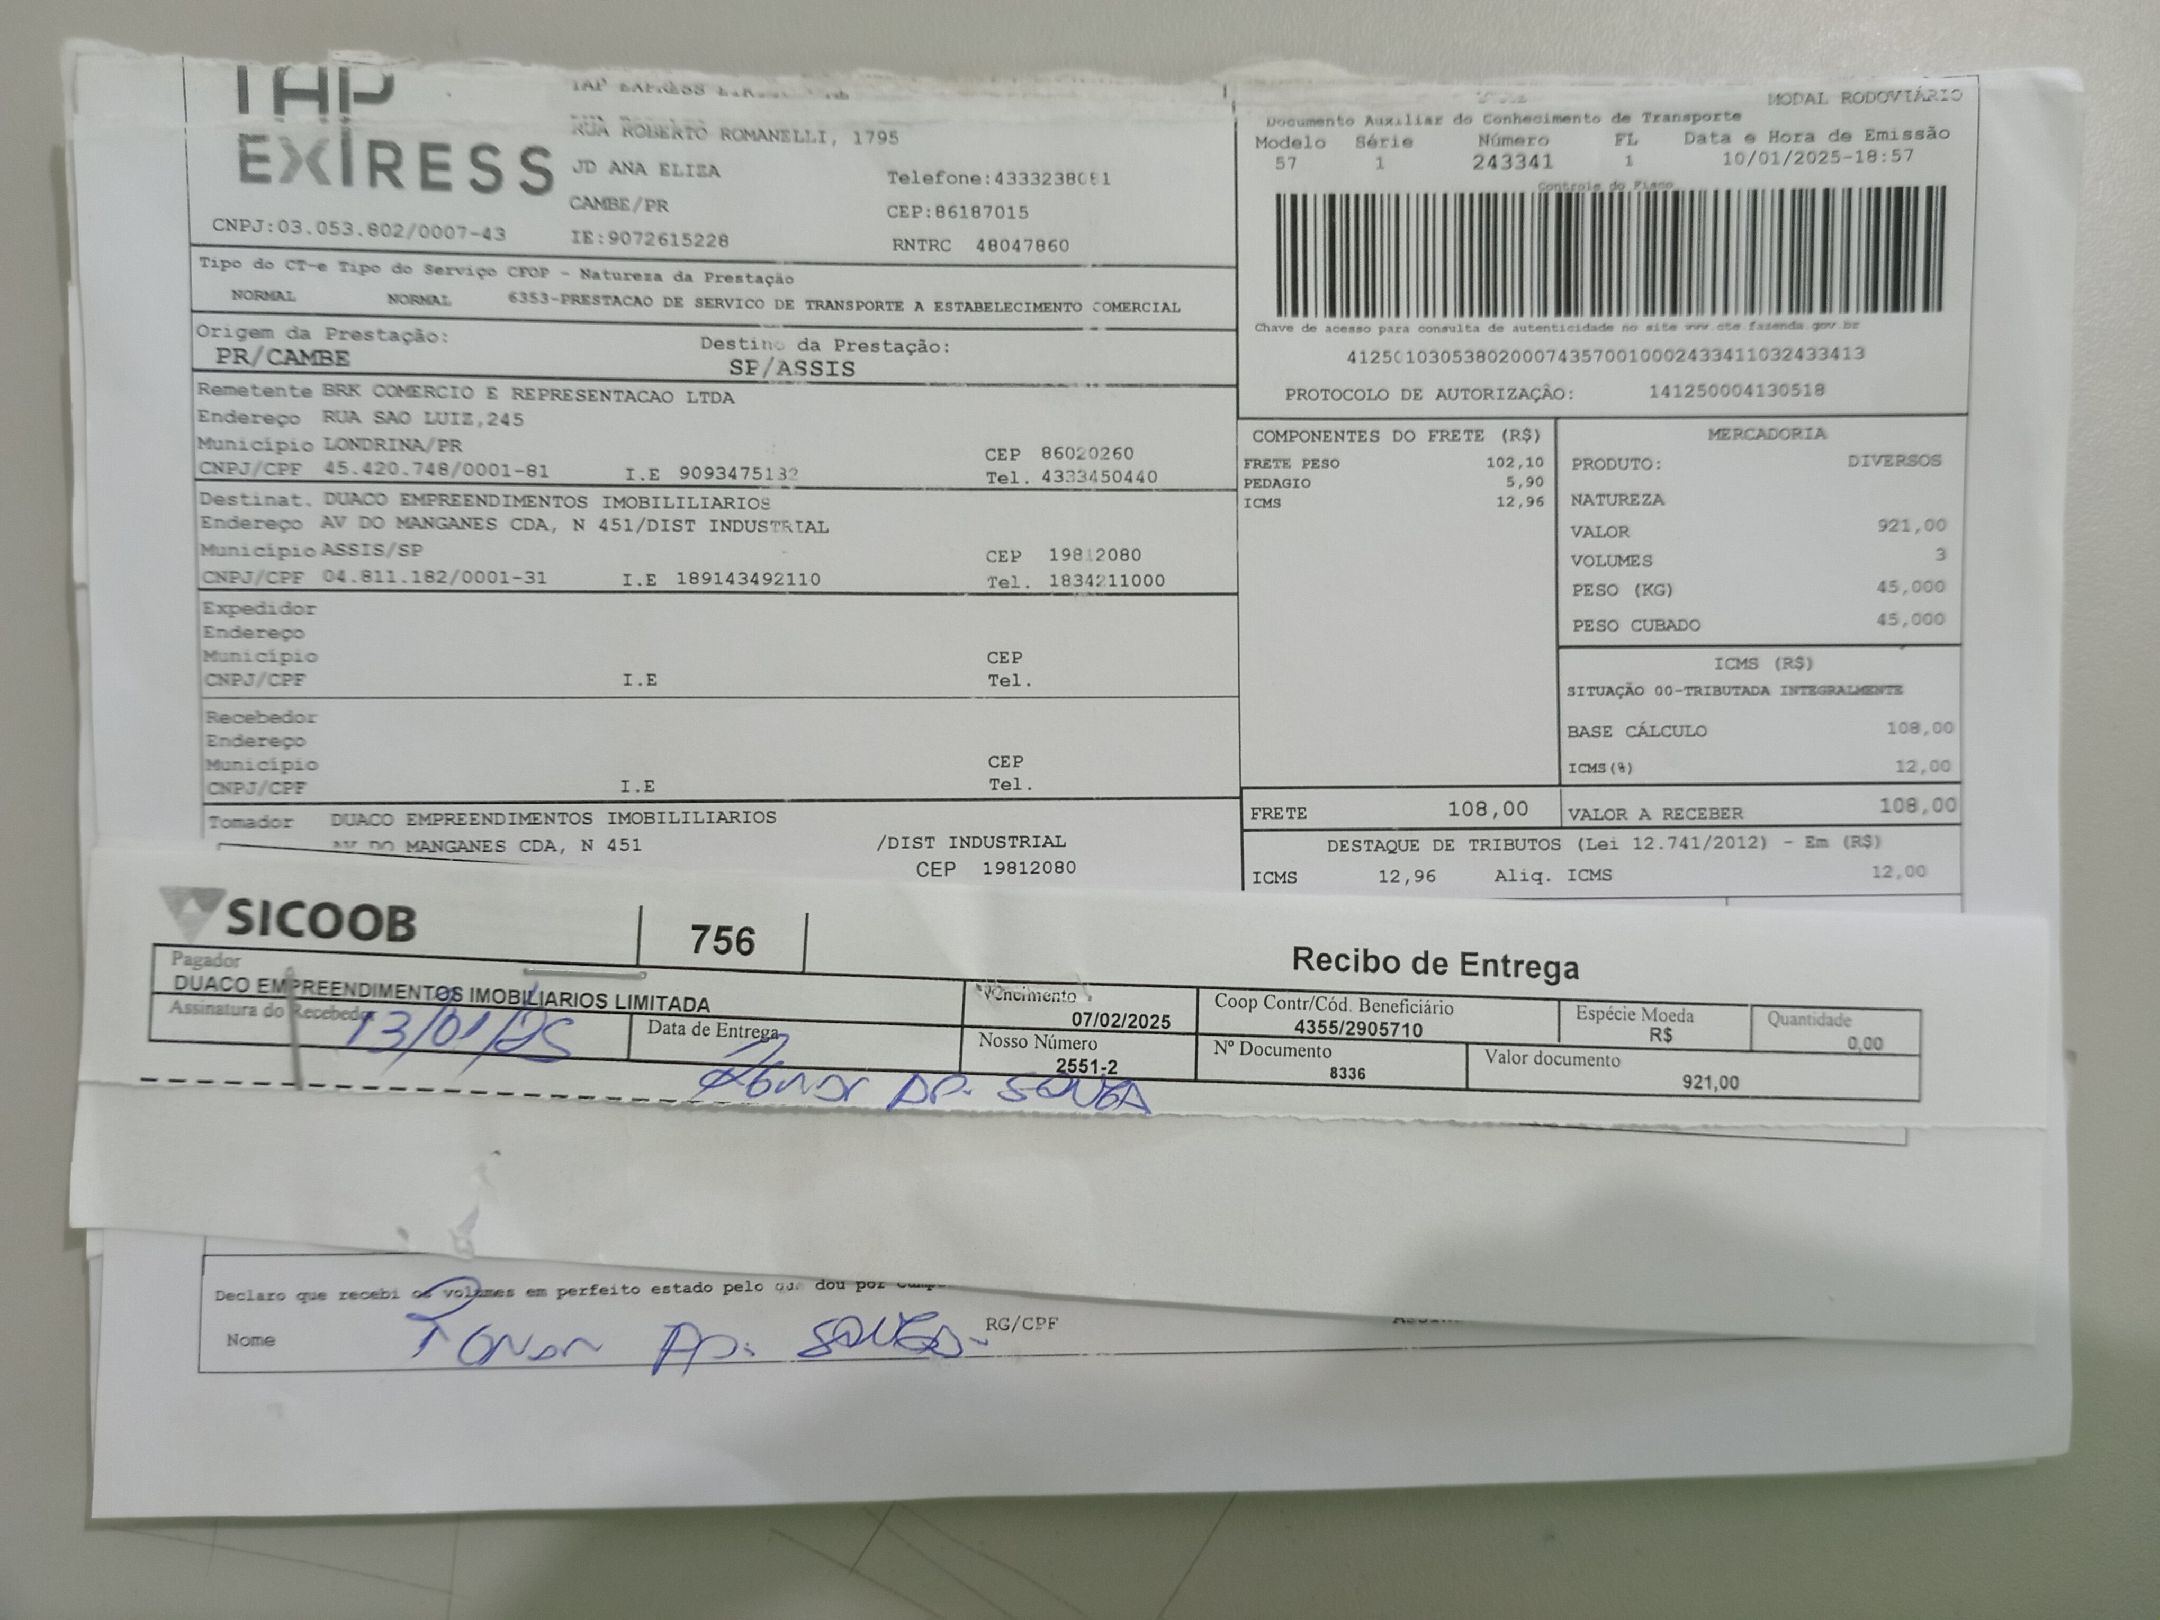 TAP
EXPRESS
TAP EXPRESS
RUA ROBERTO ROMANELLI, 1795
JD ANA ELIZA
Telefone:4333238081
CAMBE/PR
CEP:86187015
CNPJ:03.053.802/0007-43
IE:9072615228
RNTRC 48047860
MODAL RODOVIÁRIO
Documento Auxiliar do Conhecimento de Transporte
Modelo Série Número FL Data e Hora de Emissão
57 1 243341 1 10/01/2025-18:57
Controle do Fisco
Chave de acesso para consulta de autenticidade no site www.cte.fazenda.gov.br
41250103053802000743570010002433411032433413
PROTOCOLO DE AUTORIZAÇÃO: 141250004130518
Tipo do CT-e Tipo do Serviço CFOP - Natureza da Prestação
NORMAL NORMAL 6353-PRESTACAO DE SERVICO DE TRANSPORTE A ESTABELECIMENTO COMERCIAL
Origem da Prestação: Destino da Prestação:
PR/CAMBE SP/ASSIS
Remetente BRK COMERCIO E REPRESENTACAO LTDA
Endereço RUA SAO LUIZ,245
Município LONDRINA/PR CEP 86020260
CNPJ/CPF 45.420.748/0001-81 I.E 9093475132 Tel. 4333450440
Destinat. DUACO EMPREENDIMENTOS IMOBILILIARIOS
Endereço AV DO MANGANES CDA, N 451/DIST INDUSTRIAL
Município ASSIS/SP CEP 19812080
CNPJ/CPF 04.811.182/0001-31 I.E 189143492110 Tel. 1834211000
Expedidor
Endereço
Município CEP
CNPJ/CPF I.E Tel.
Recebedor
Endereço
Município CEP
CNPJ/CPF I.E Tel.
Tomador DUACO EMPREENDIMENTOS IMOBILILIARIOS
AV DO MANGANES CDA, N 451 /DIST INDUSTRIAL
CEP 19812080
COMPONENTES DO FRETE (R$)
FRETE PESO 102,10
PEDAGIO 5,90
ICMS 12,96
MERCADORIA
PRODUTO: DIVERSOS
NATUREZA
VALOR 921,00
VOLUMES 3
PESO (KG) 45,000
PESO CUBADO 45,000
ICMS (R$)
SITUAÇÃO 00-TRIBUTADA INTEGRALMENTE
BASE CÁLCULO 108,00
ICMS(%) 12,00
FRETE 108,00 VALOR A RECEBER 108,00
DESTAQUE DE TRIBUTOS (Lei 12.741/2012) - Em (R$)
ICMS 12,96 Aliq. ICMS 12,00
SICOOB 756 Recibo de Entrega
Pagador
DUACO EMPREENDIMENTOS IMOBILIARIOS LIMITADA
Vencimento
07/02/2025
Coop Contr/Cód. Beneficiário
4355/2905710
Espécie Moeda
R$
Quantidade
0,00
Assinatura do Recebedor
13/01/25
Data de Entrega
Nosso Número
2551-2
Nº Documento
8336
Valor documento
921,00
AP. SOUZA
Declaro que recebi os volumes em perfeito estado pelo que dou por
Nome AP. SOUZA RG/CPF